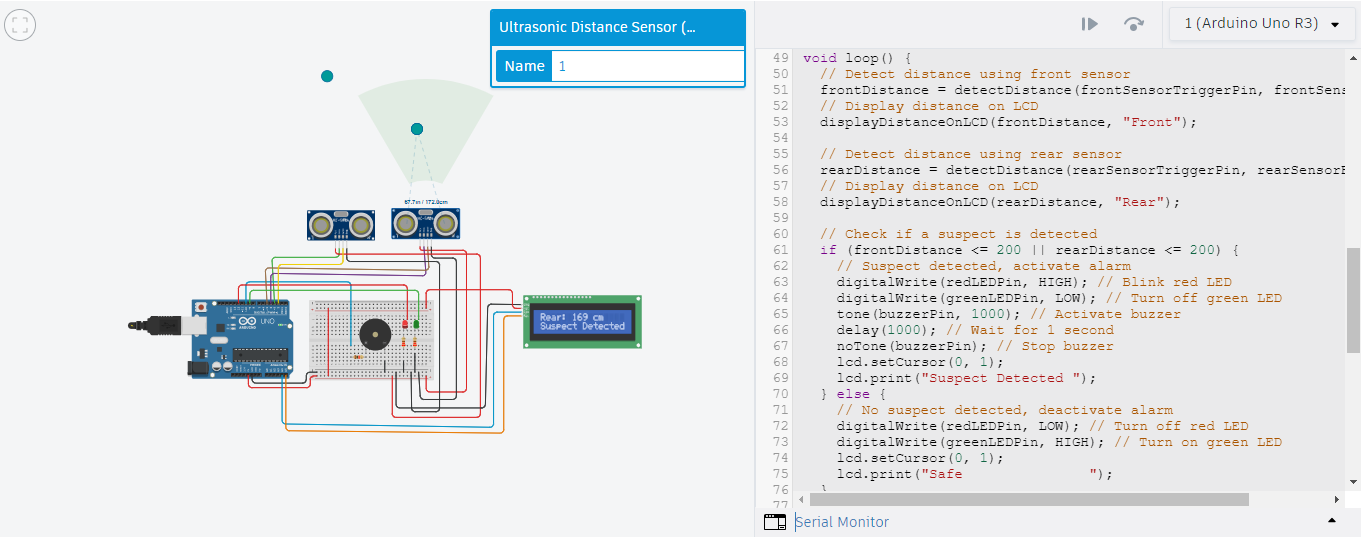 Ultrasonic Distance Sensor (...
Name 1
1 (Arduino Uno R3)
67.7in / 172.0cm
UNO
ARDUINO
Rear: 169 cm
Suspect Detected
49 void loop() {
50 // Detect distance using front sensor
51 frontDistance = detectDistance(frontSensorTriggerPin, frontSens
52 // Display distance on LCD
53 displayDistanceOnLCD(frontDistance, "Front");
54
55 // Detect distance using rear sensor
56 rearDistance = detectDistance(rearSensorTriggerPin, rearSensorE
57 // Display distance on LCD
58 displayDistanceOnLCD(rearDistance, "Rear");
59
60 // Check if a suspect is detected
61 if (frontDistance <= 200 || rearDistance <= 200) {
62 // Suspect detected, activate alarm
63 digitalWrite(redLEDPin, HIGH); // Blink red LED
64 digitalWrite(greenLEDPin, LOW); // Turn off green LED
65 tone(buzzerPin, 1000); // Activate buzzer
66 delay(1000); // Wait for 1 second
67 noTone(buzzerPin); // Stop buzzer
68 lcd.setCursor(0, 1);
69 lcd.print("Suspect Detected ");
70 } else {
71 // No suspect detected, deactivate alarm
72 digitalWrite(redLEDPin, LOW); // Turn off red LED
73 digitalWrite(greenLEDPin, HIGH); // Turn on green LED
74 lcd.setCursor(0, 1);
75 lcd.print("Safe                ");
76 }
77
Serial Monitor